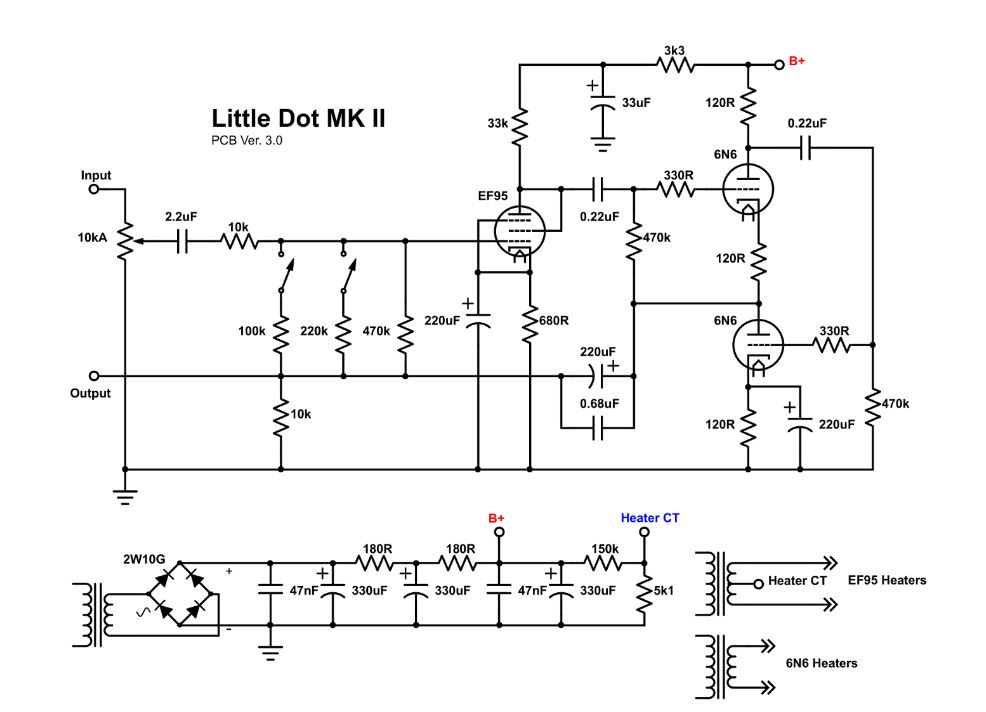 3k3
B+
33uF
120R
Little Dot MK II
PCB Ver. 3.0
33k
0.22uF
6N6
Input
EF95
330R
2.2uF
10k
0.22uF
10kA
470k
120R
100k
220k
470k
220uF
680R
6N6
330R
220uF
Output
0.68uF
10k
120R
220uF
470k
B+
Heater CT
2W10G
180R
180R
150k
+
47nF
330uF
330uF
47nF
330uF
5k1
-
Heater CT
EF95 Heaters
6N6 Heaters